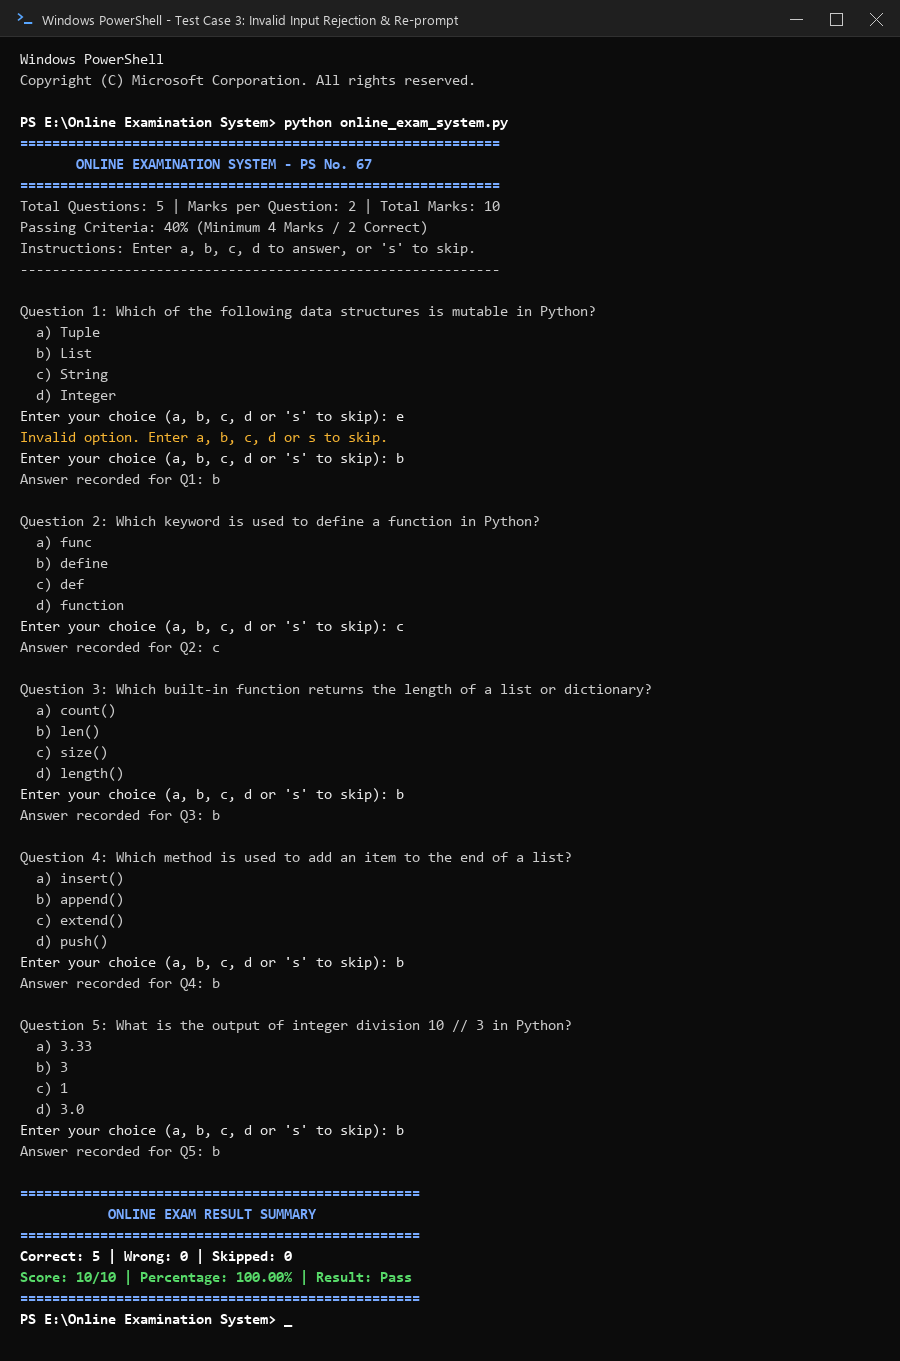 Windows PowerShell - Test Case 3: Invalid Input Rejection & Re-prompt
Windows PowerShell
Copyright (C) Microsoft Corporation. All rights reserved.
PS E:\Online Examination System> python online_exam_system.py
============================================================
ONLINE EXAMINATION SYSTEM - PS No. 67
============================================================
Total Questions: 5 | Marks per Question: 2 | Total Marks: 10
Passing Criteria: 40% (Minimum 4 Marks / 2 Correct)
Instructions: Enter a, b, c, d to answer, or 's' to skip.
------------------------------------------------------------
Question 1: Which of the following data structures is mutable in Python?
a) Tuple
b) List
c) String
d) Integer
Enter your choice (a, b, c, d or 's' to skip): e
Invalid option. Enter a, b, c, d or s to skip.
Enter your choice (a, b, c, d or 's' to skip): b
Answer recorded for Q1: b
Question 2: Which keyword is used to define a function in Python?
a) func
b) define
c) def
d) function
Enter your choice (a, b, c, d or 's' to skip): c
Answer recorded for Q2: c
Question 3: Which built-in function returns the length of a list or dictionary?
a) count()
b) len()
c) size()
d) length()
Enter your choice (a, b, c, d or 's' to skip): b
Answer recorded for Q3: b
Question 4: Which method is used to add an item to the end of a list?
a) insert()
b) append()
c) extend()
d) push()
Enter your choice (a, b, c, d or 's' to skip): b
Answer recorded for Q4: b
Question 5: What is the output of integer division 10 // 3 in Python?
a) 3.33
b) 3
c) 1
d) 3.0
Enter your choice (a, b, c, d or 's' to skip): b
Answer recorded for Q5: b
==================================================
ONLINE EXAM RESULT SUMMARY
==================================================
Correct: 5 | Wrong: 0 | Skipped: 0
Score: 10/10 | Percentage: 100.00% | Result: Pass
==================================================
PS E:\Online Examination System> _